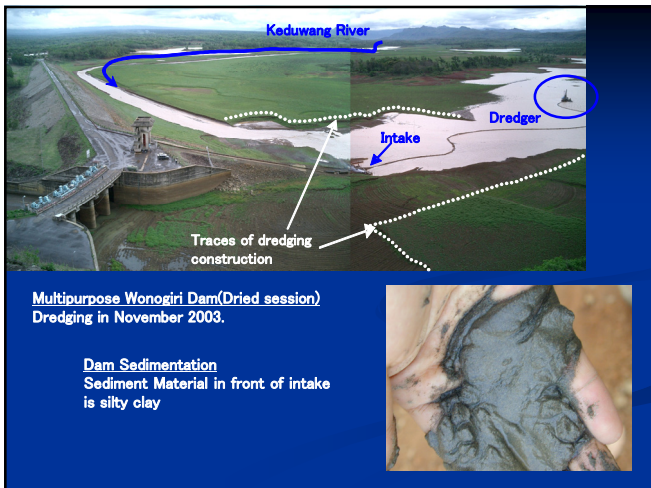 Keduwang River
Dredger
Intake
Traces of dredging
construction
Multipurpose Wonogiri Dam(Dried session)
Dredging in November 2003.
Dam Sedimentation
Sediment Material in front of intake
is silty clay